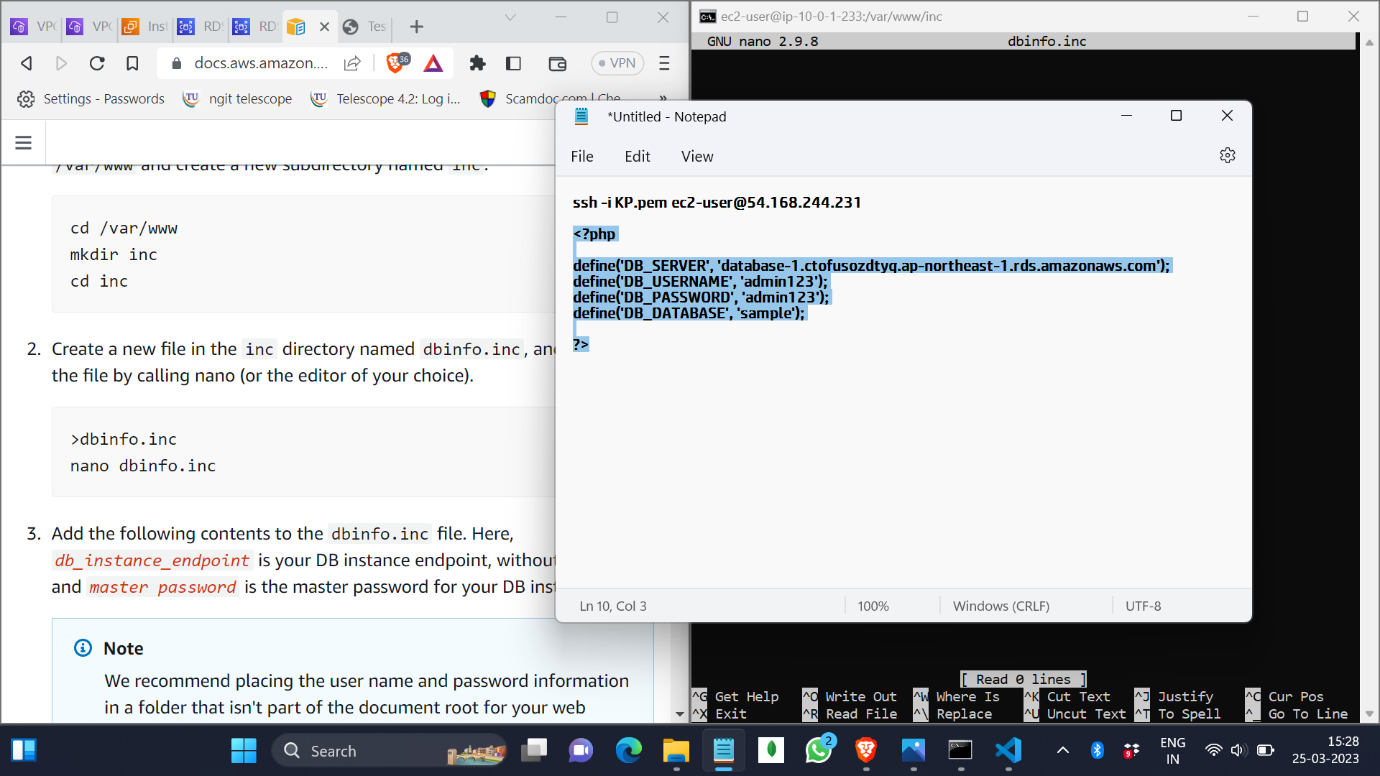 VPC
VPC
Inst
RDS
RDS
Tes
docs.aws.amazon....
36
VPN
Settings - Passwords
ngit telescope
Telescope 4.2: Log i...
Scamdoc.com | Che
»
/var/www and create a new subdirectory named inc.
cd /var/www
mkdir inc
cd inc
2. Create a new file in the inc directory named dbinfo.inc, and
the file by calling nano (or the editor of your choice).
>dbinfo.inc
nano dbinfo.inc
3. Add the following contents to the dbinfo.inc file. Here,
db_instance_endpoint is your DB instance endpoint, without
and master password is the master password for your DB inst
Note
We recommend placing the user name and password information
in a folder that isn't part of the document root for your web
ec2-user@ip-10-0-1-233:/var/www/inc
GNU nano 2.9.8 dbinfo.inc
*Untitled - Notepad
File Edit View
ssh -i KP.pem ec2-user@54.168.244.231
<?php
define('DB_SERVER', 'database-1.ctofusozdtyq.ap-northeast-1.rds.amazonaws.com');
define('DB_USERNAME', 'admin123');
define('DB_PASSWORD', 'admin123');
define('DB_DATABASE', 'sample');
?>
Ln 10, Col 3 100% Windows (CRLF) UTF-8
[ Read 0 lines ]
^G Get Help ^O Write Out ^W Where Is ^K Cut Text ^J Justify ^C Cur Pos
^X Exit ^R Read File ^\ Replace ^U Uncut Text ^T To Spell ^_ Go To Line
Search
2
9
ENG
IN
15:28
25-03-2023